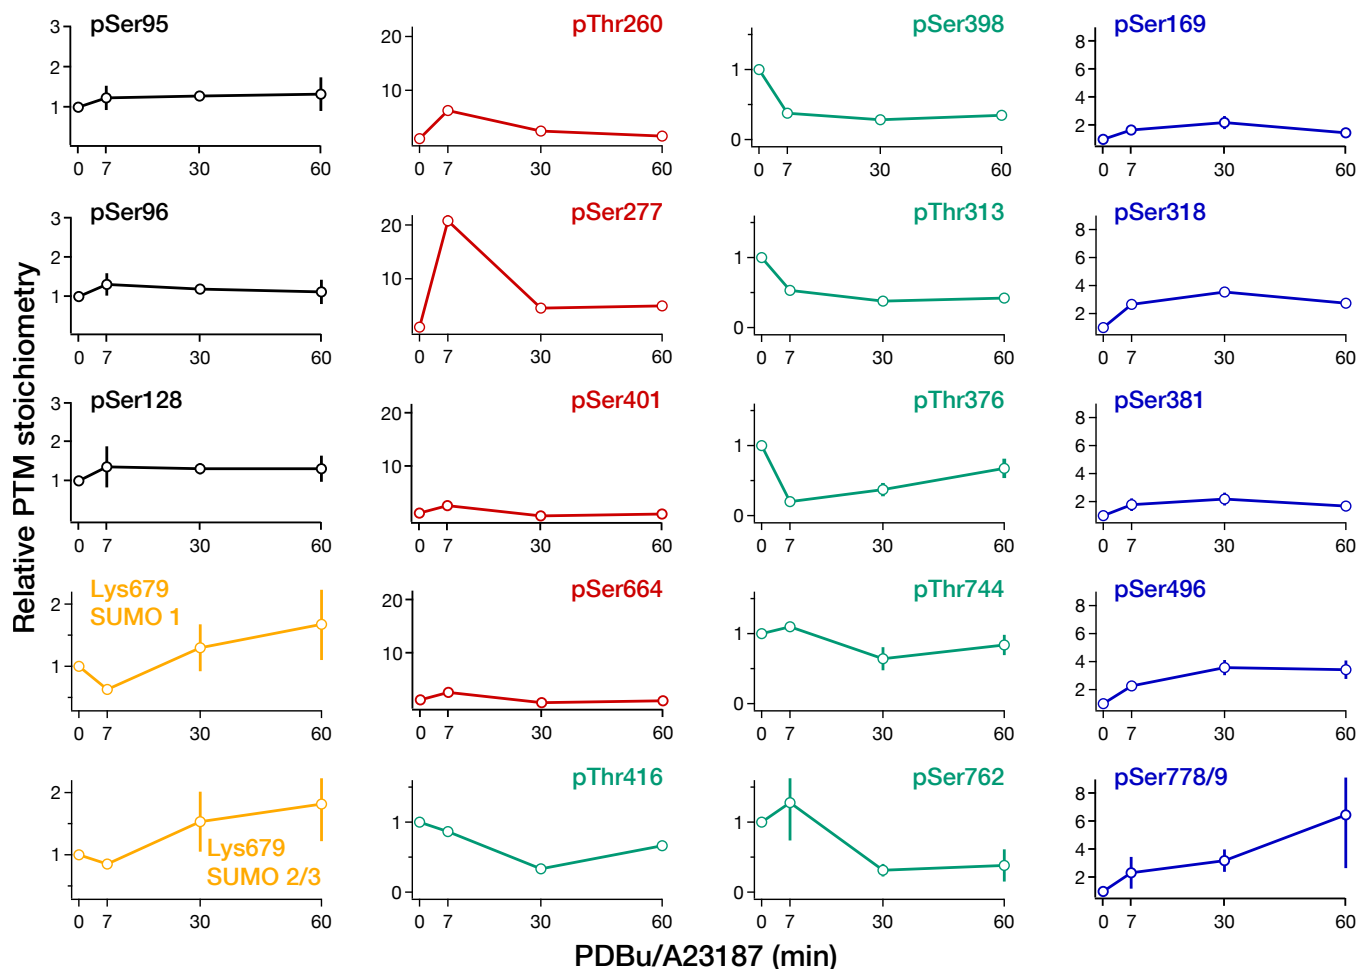 Relative PTM stoichiometry
pSer95
3
2
1
0 7 30 60
pThr260
20
10
0 7 30 60
pSer398
1
0
0 7 30 60
pSer169
8
6
4
2
0 7 30 60
pSer96
3
2
1
0 7 30 60
pSer277
20
10
0 7 30 60
pThr313
1
0
0 7 30 60
pSer318
8
6
4
2
0 7 30 60
pSer128
3
2
1
0 7 30 60
pSer401
20
10
0 7 30 60
pThr376
1
0
0 7 30 60
pSer381
8
6
4
2
0 7 30 60
Lys679
SUMO 1
2
1
0 7 30 60
pSer664
20
10
0 7 30 60
pThr744
1
0
0 7 30 60
pSer496
8
6
4
2
0 7 30 60
2
1
Lys679
SUMO 2/3
0 7 30 60
pThr416
1
0
0 7 30 60
pSer762
1
0
0 7 30 60
pSer778/9
8
6
4
2
0 7 30 60
PDBu/A23187 (min)